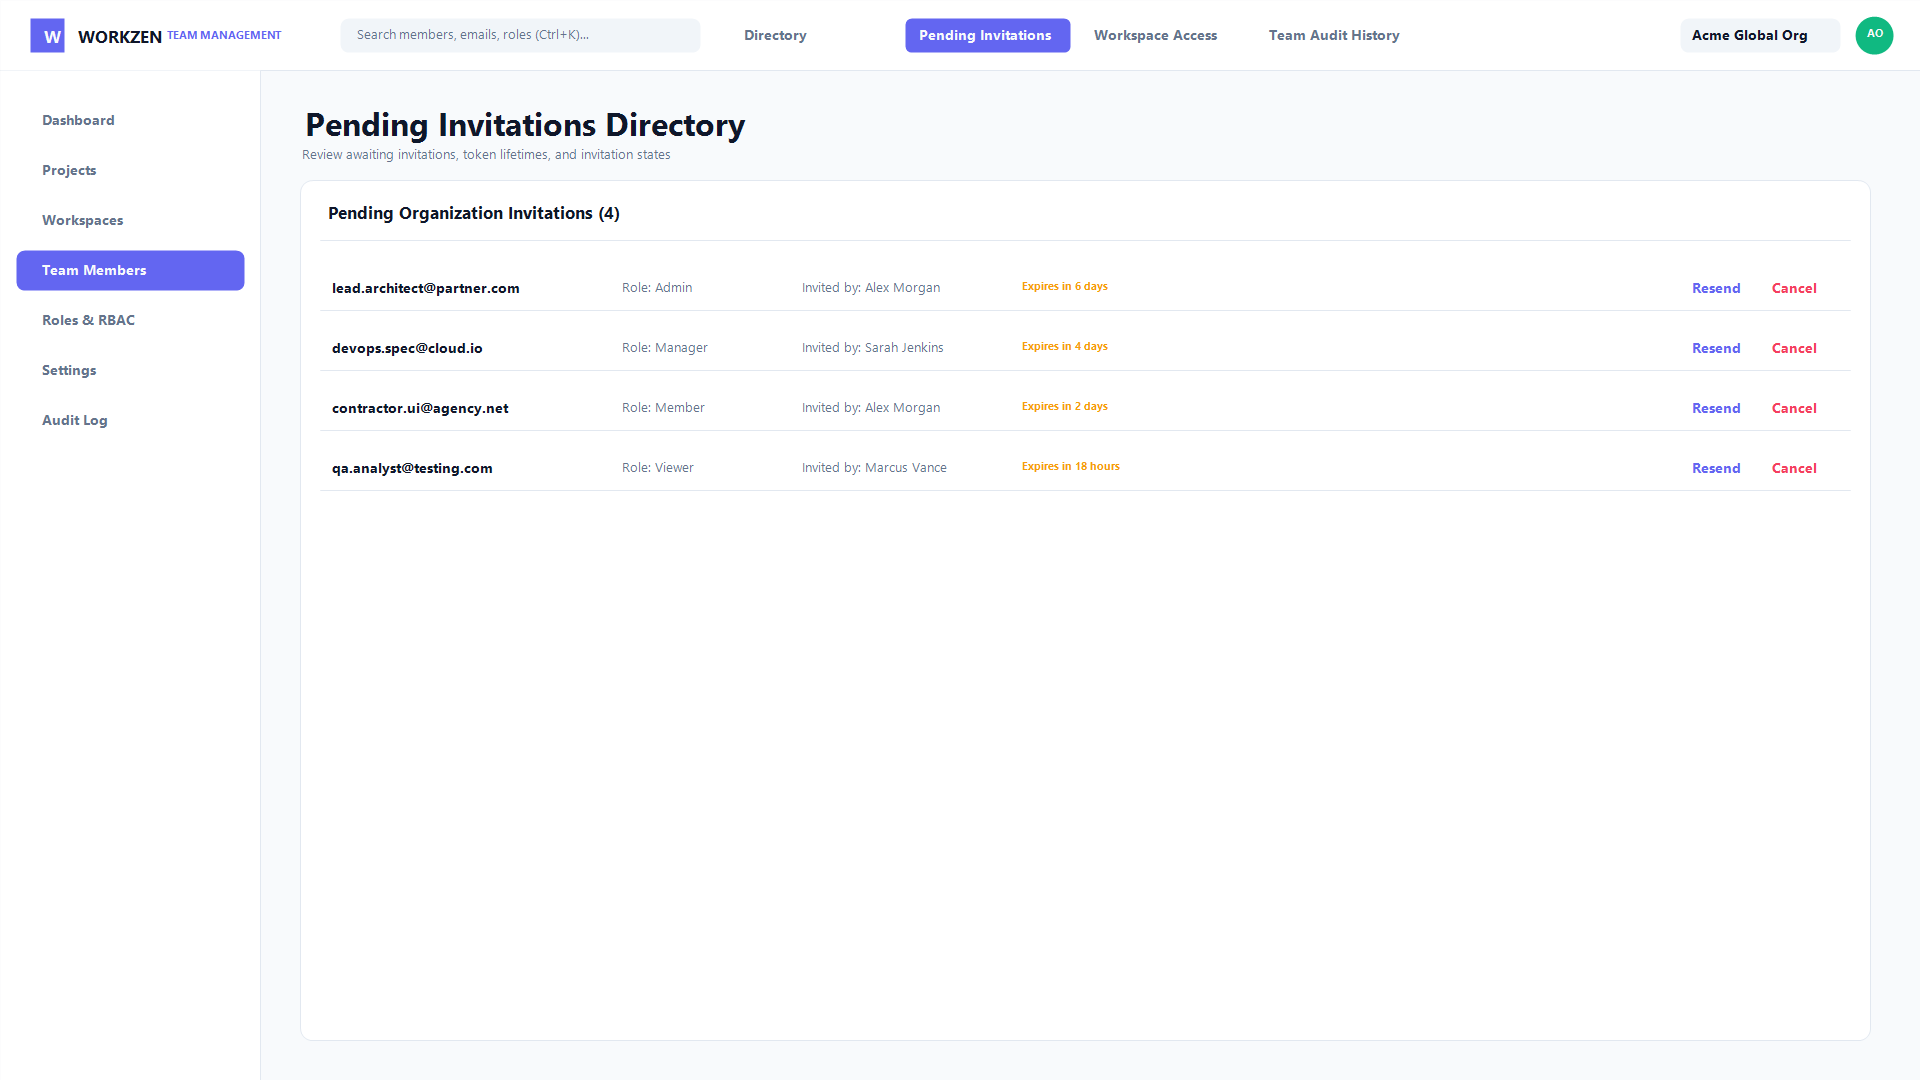 W WORKZEN TEAM MANAGEMENT
Search members, emails, roles (Ctrl+K)...
Directory
Pending Invitations
Workspace Access
Team Audit History
Acme Global Org
AO
Dashboard
Projects
Workspaces
Team Members
Roles & RBAC
Settings
Audit Log
Pending Invitations Directory
Review awaiting invitations, token lifetimes, and invitation states
Pending Organization Invitations (4)
lead.architect@partner.com Role: Admin Invited by: Alex Morgan Expires in 6 days Resend Cancel
devops.spec@cloud.io Role: Manager Invited by: Sarah Jenkins Expires in 4 days Resend Cancel
contractor.ui@agency.net Role: Member Invited by: Alex Morgan Expires in 2 days Resend Cancel
qa.analyst@testing.com Role: Viewer Invited by: Marcus Vance Expires in 18 hours Resend Cancel